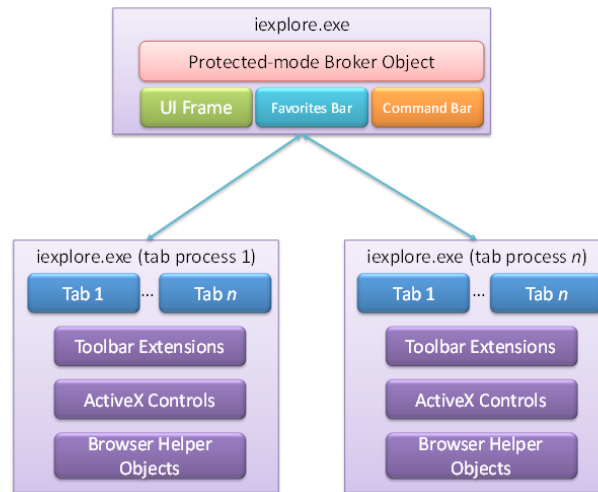 iexplore.exe
Protected-mode Broker Object
UI Frame Favorites Bar Command Bar
iexplore.exe (tab process 1)
Tab 1 ... Tab n
Toolbar Extensions
ActiveX Controls
Browser Helper
Objects
iexplore.exe (tab process n)
Tab 1 ... Tab n
Toolbar Extensions
ActiveX Controls
Browser Helper
Objects